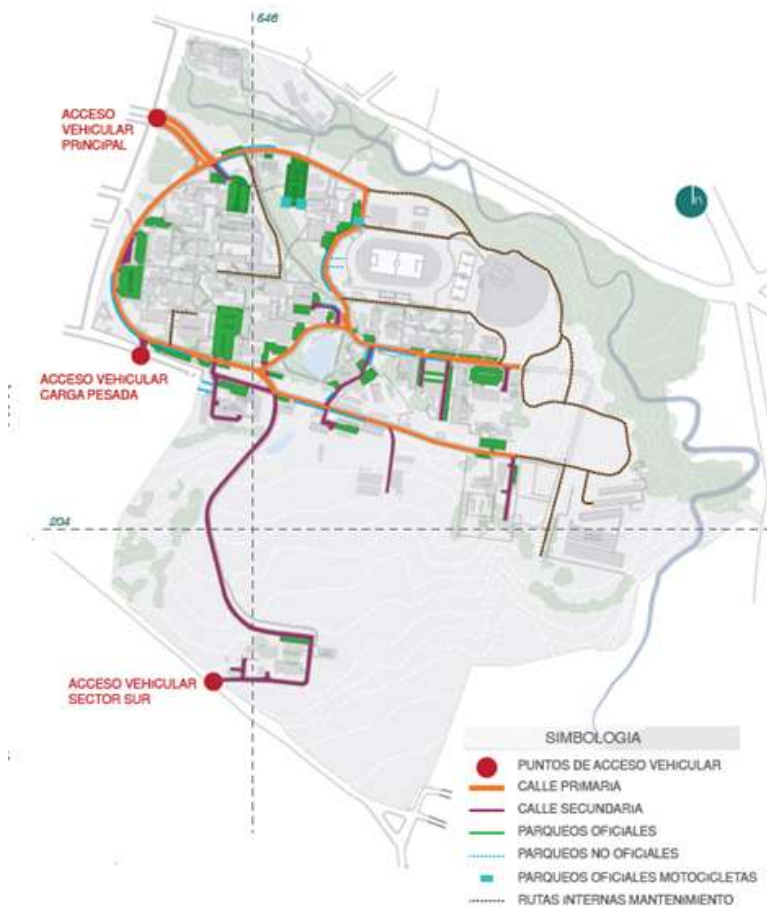 646
ACCESO
VEHICULAR
PRINCIPAL
n
ACCESO VEHICULAR
CARGA PESADA
204
ACCESO VEHICULAR
SECTOR SUR
SIMBOLOGIA
PUNTOS DE ACCESO VEHICULAR
CALLE PRIMARIA
CALLE SECUNDARIA
PARQUEOS OFICIALES
PARQUEOS NO OFICIALES
PARQUEOS OFICIALES MOTOCICLETAS
RUTAS INTERNAS MANTENIMIENTO